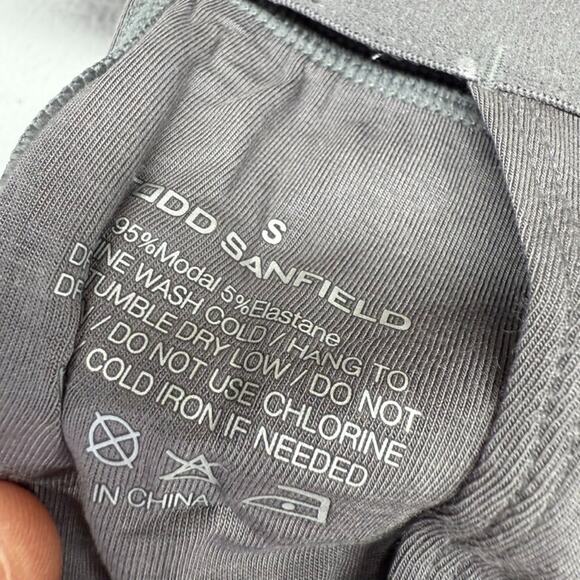 S
TODD SANFIELD
95%Modal 5%Elastane
WASH COLD / HANG TO
TUMBLE DRY LOW / DO NOT
/ DO NOT USE CHLORINE
COLD IRON IF NEEDED
IN CHINA